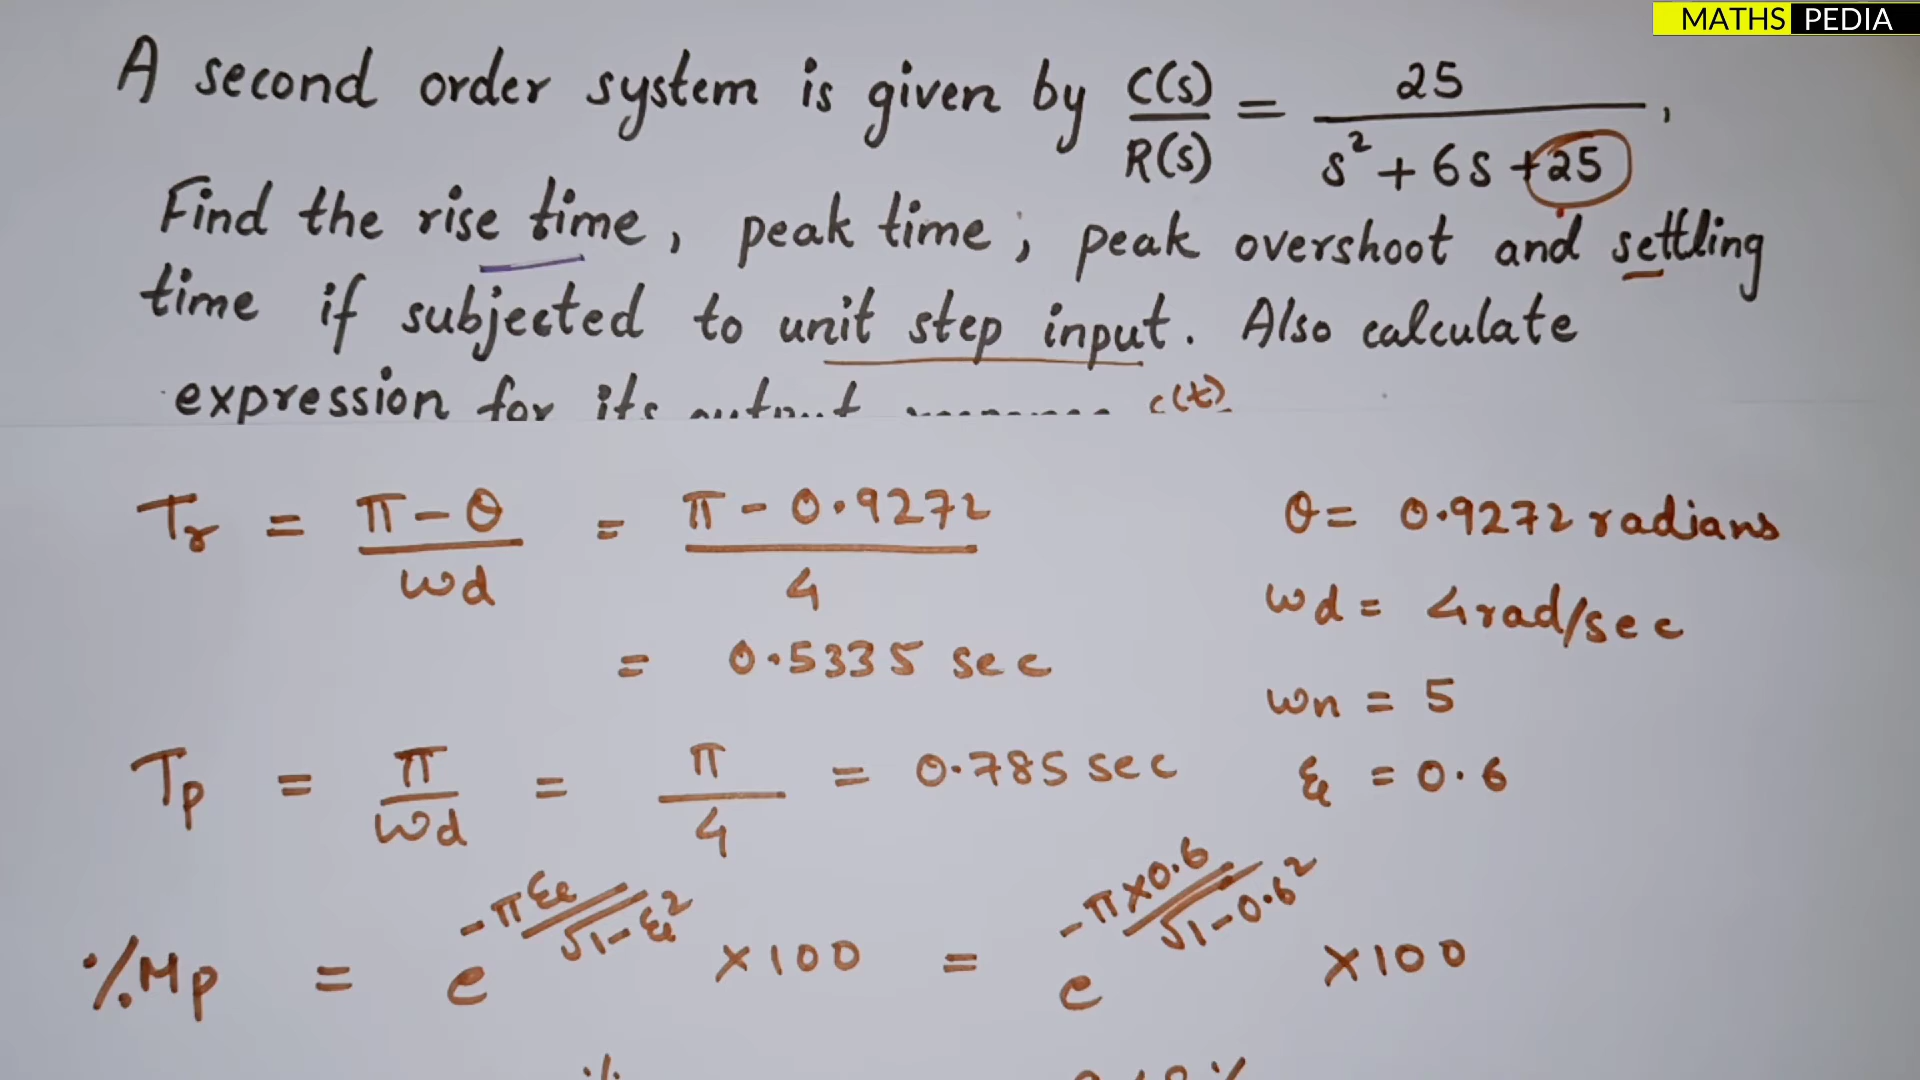 MATHS PEDIA
A second order system is given by C(s)/R(s) = 25/(s² + 6s + 25),
Find the rise time, peak time, peak overshoot and settling
time if subjected to unit step input. Also calculate
expression for its output c(t)
Tr = (π - θ)/ωd = (π - 0.9272)/4
θ = 0.9272 radians
= 0.5335 sec
ωd = 4 rad/sec
ωn = 5
Tp = π/ωd = π/4 = 0.785 sec
ξ = 0.6
%Mp = e^(-πξ/√1-ξ²) ×100 = e^(-π×0.6/√1-0.6²) ×100